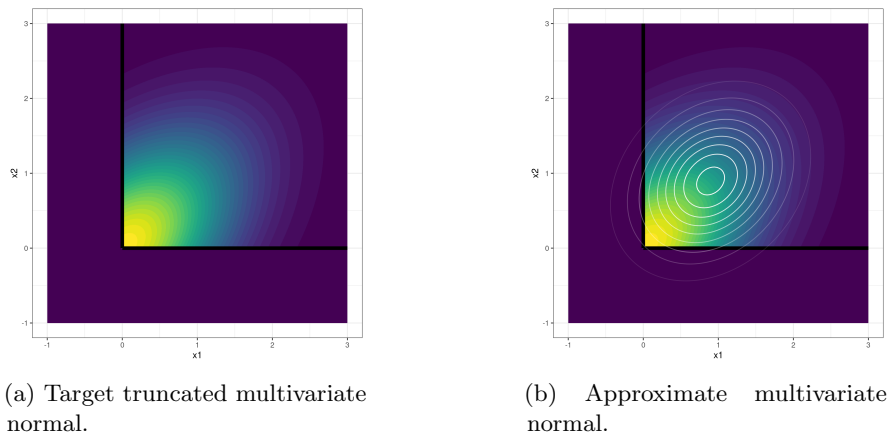 3
2
1
0
-1
-1
0
1
2
3
x1
x2
(a) Target truncated multivariate
normal.
3
2
1
0
-1
-1
0
1
2
3
x1
x2
(b) Approximate multivariate
normal.